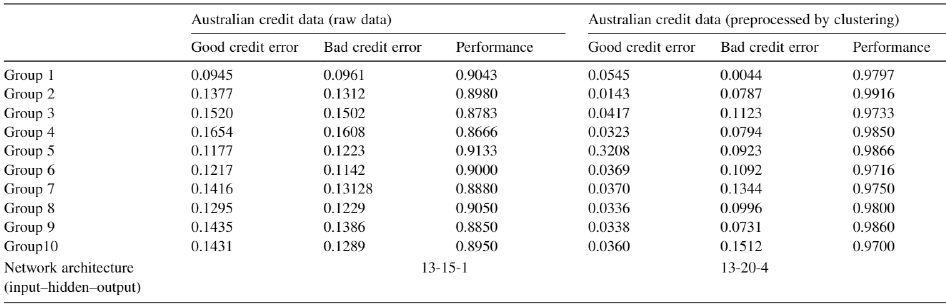 Australian credit data (raw data) Australian credit data (preprocessed by clustering)
Good credit error Bad credit error Performance Good credit error Bad credit error Performance
Group 1 0.0945 0.0961 0.9043 0.0545 0.0044 0.9797
Group 2 0.1377 0.1312 0.8980 0.0143 0.0787 0.9916
Group 3 0.1520 0.1502 0.8783 0.0417 0.1123 0.9733
Group 4 0.1654 0.1608 0.8666 0.0323 0.0794 0.9850
Group 5 0.1177 0.1223 0.9133 0.3208 0.0923 0.9866
Group 6 0.1217 0.1142 0.9000 0.0369 0.1092 0.9716
Group 7 0.1416 0.13128 0.8880 0.0370 0.1344 0.9750
Group 8 0.1295 0.1229 0.9050 0.0336 0.0996 0.9800
Group 9 0.1435 0.1386 0.8850 0.0338 0.0731 0.9860
Group10 0.1431 0.1289 0.8950 0.0360 0.1512 0.9700
Network architecture 13-15-1 13-20-4
(input–hidden–output)